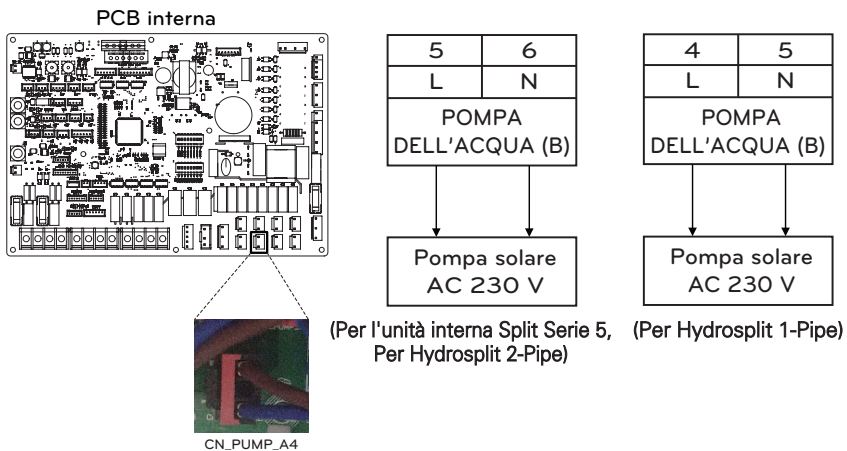 PCB interna
5 6
L N
POMPA
DELL'ACQUA (B)
Pompa solare
AC 230 V
(Per l'unità interna Split Serie 5,
Per Hydrosplit 2-Pipe)
4 5
L N
POMPA
DELL'ACQUA (B)
Pompa solare
AC 230 V
(Per Hydrosplit 1-Pipe)
CN_PUMP_A4